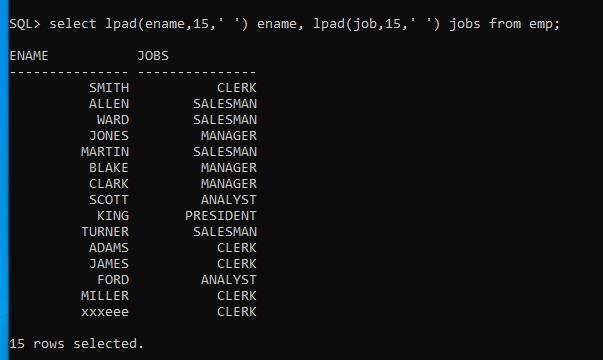 SQL> select lpad(ename,15,' ') ename, lpad(job,15,' ') jobs from emp;
ENAME           JOBS
--------------- ---------------
          SMITH           CLERK
          ALLEN        SALESMAN
           WARD        SALESMAN
          JONES         MANAGER
         MARTIN        SALESMAN
          BLAKE         MANAGER
          CLARK         MANAGER
          SCOTT         ANALYST
           KING       PRESIDENT
         TURNER        SALESMAN
          ADAMS           CLERK
          JAMES           CLERK
           FORD         ANALYST
         MILLER           CLERK
         xxxeee           CLERK
15 rows selected.